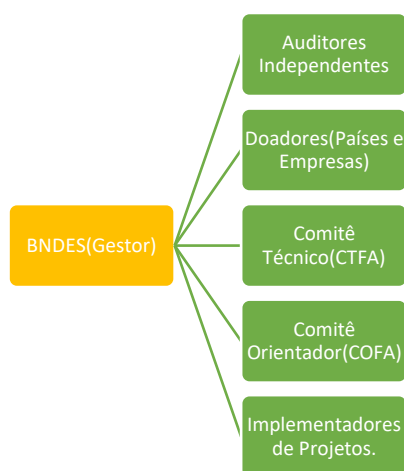 Auditores
Independentes
Doadores(Países e
Empresas)
BNDES(Gestor)
Comitê
Técnico(CTFA)
Comitê
Orientador(COFA)
Implementadores
de Projetos.